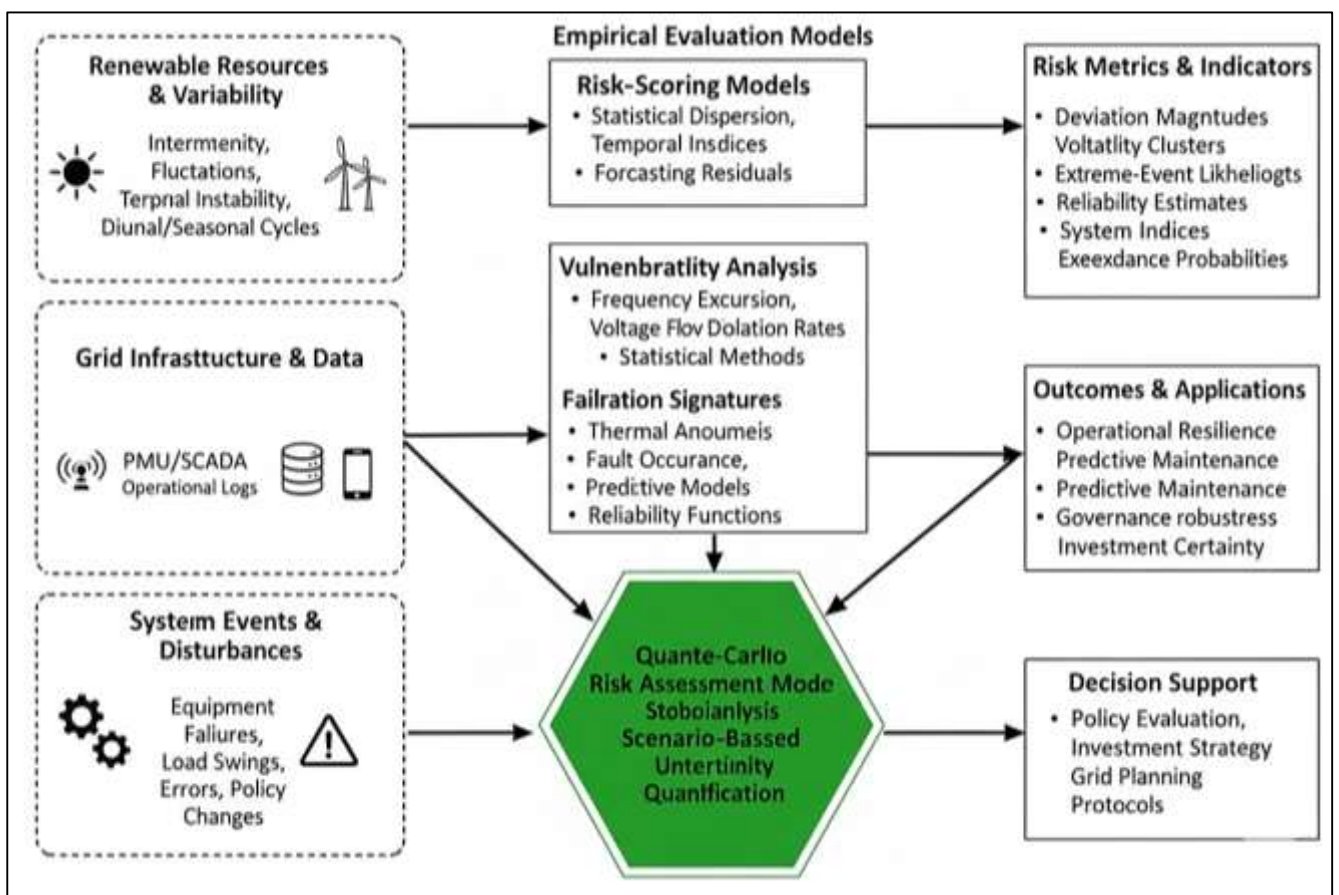 Renewable Resources
& Variability
Intermenity,
Fluctations,
Terpnal Instability,
Diunal/Seasonal Cycles
Grid Infrasttucture & Data
PMU/SCADA
Operational Logs
System Events &
Disturbances
Equipment
Faliures,
Load Swings,
Errors, Policy
Changes
Empirical Evaluation Models
Risk-Scoring Models
• Statistical Dispersion,
Temporal Insdices
• Forcasting Residuals
Vulnenbratlity Analysis
• Frequency Excursion,
Voltage Flov Dolation Rates
• Statistical Methods
Failration Signatures
• Thermal Anoumeis
• Fault Occurance,
• Predictive Models
• Reliability Functions
Quante-Carlto
Risk Assessment Mode
Stoboianlysis
Scenario-Bassed
Untertimity
Quanlfication
Risk Metrics & Indicators
• Deviation Magntudes
Voltatlity Clusters
• Extreme-Event Likheliogts
• Reliability Estimates
• System Indices
Exeexdance Probabiities
Outcomes & Applications
• Operational Resilience
Predctive Maintenance
• Predictive Maintenance
• Governance robustress
Investment Certainty
Decision Support
• Policy Evaluation,
Investment Strategy
Grid Planning
Protocols